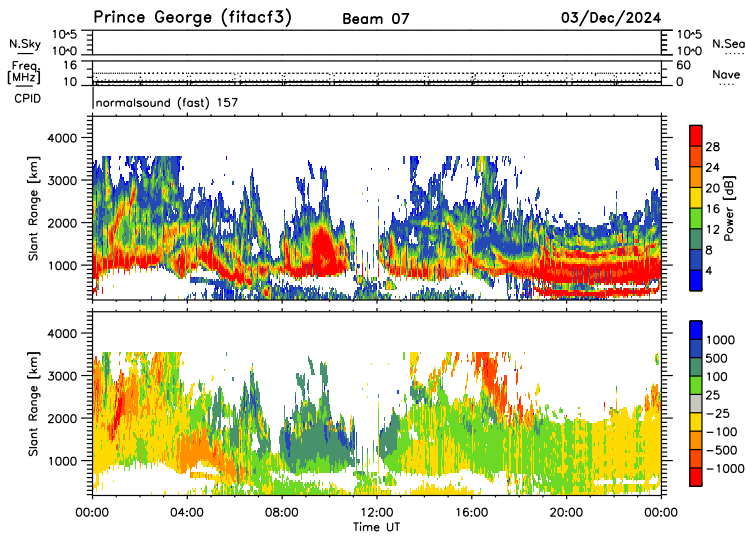 Prince George (fitacf3) Beam 07 03/Dec/2024
N.Sky 10^5 10^5 N.Sea
10^0 10^0
Freq. 16 60
[MHz] 10 0 Nave
CPID normalsound (fast) 157
Slant Range [km]
4000
3000
2000
1000
28
24
20
16
12
8
4
Power [dB]
Slant Range [km]
4000
3000
2000
1000
1000
500
100
25
-25
-100
-500
-1000
00:00 04:00 08:00 12:00 16:00 20:00 00:00
Time UT